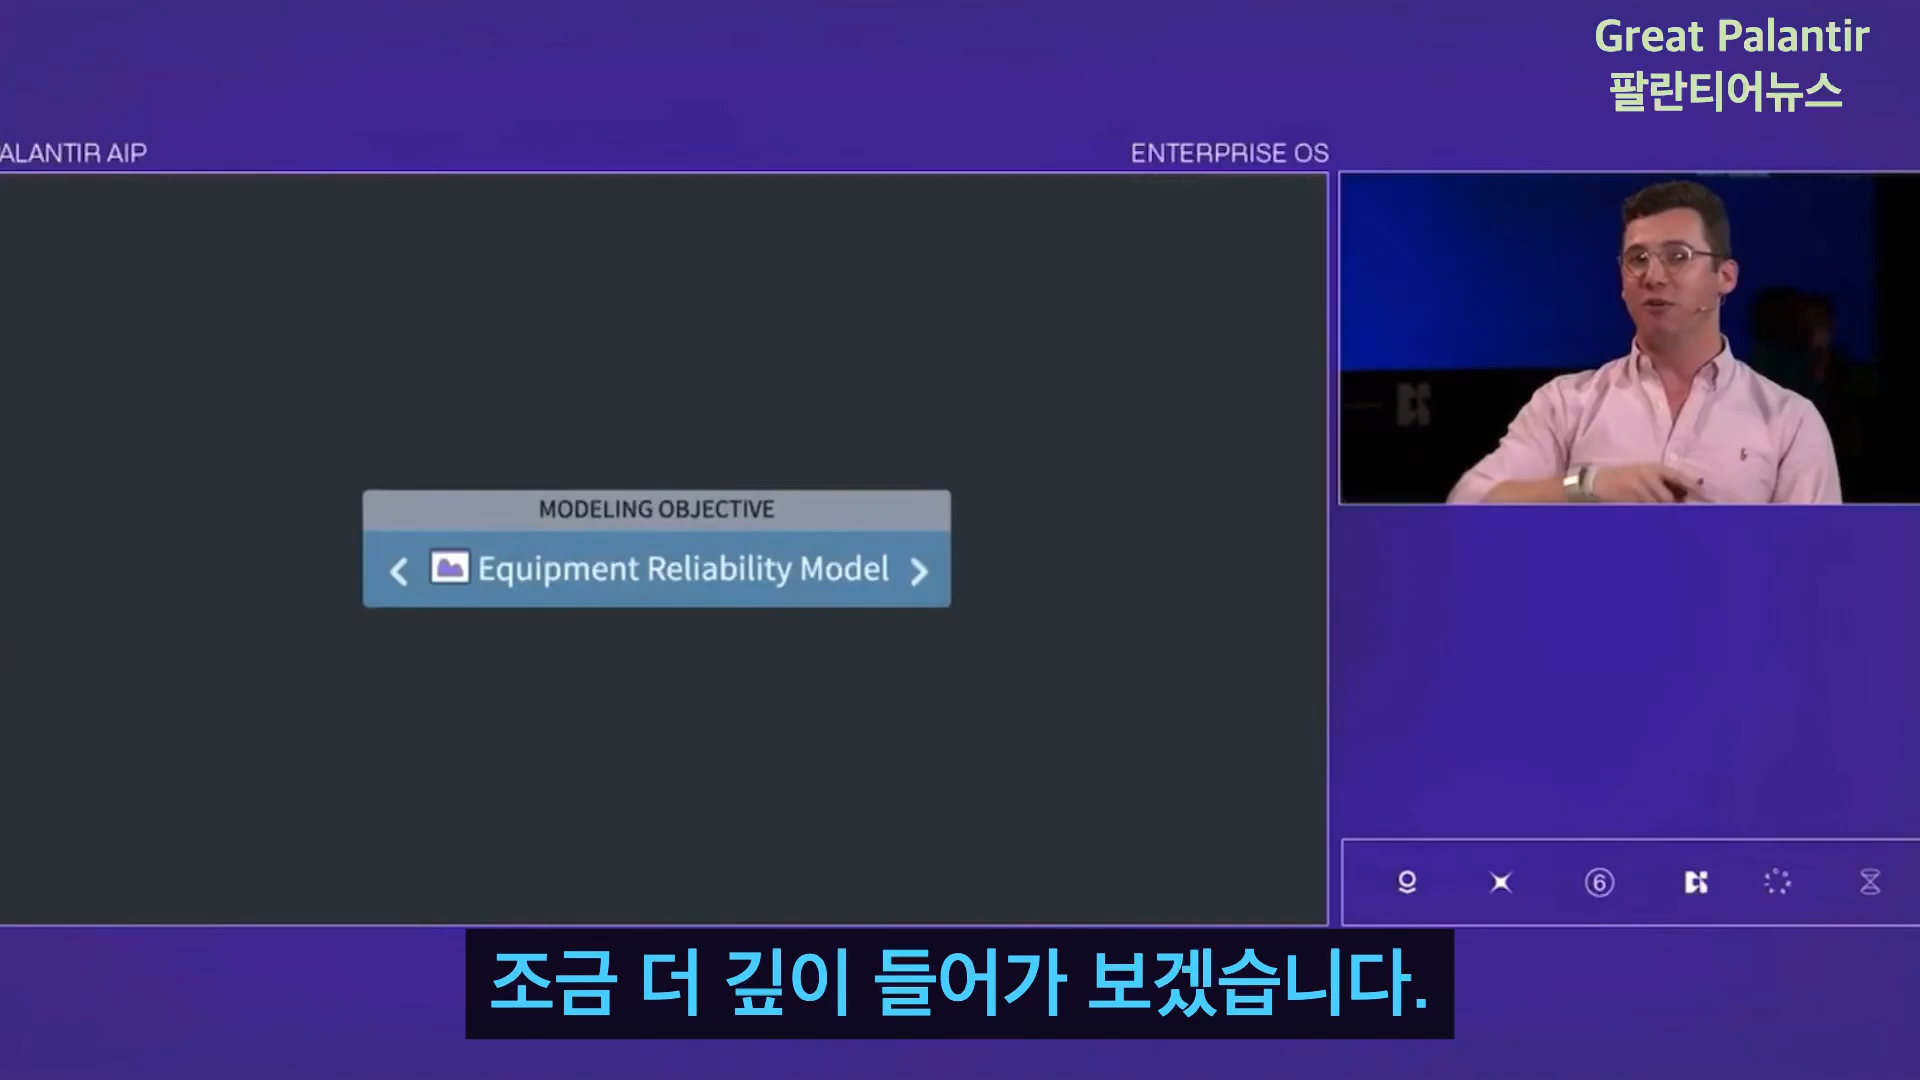 Great Palantir
팔란티어뉴스
ALANTIR AIP
ENTERPRISE OS
MODELING OBJECTIVE
Equipment Reliability Model
6
조금 더 깊이 들어가 보겠습니다.